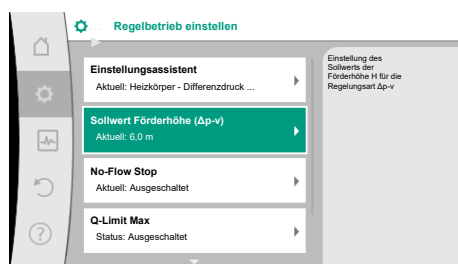 Regelbetrieb einstellen
Einstellungsassistent
Aktuell: Heizkörper - Differenzdruck ...
Sollwert Förderhöhe (Δp-v)
Aktuell: 6,0 m
No-Flow Stop
Aktuell: Ausgeschaltet
Q-Limit Max
Status: Ausgeschaltet
Einstellung des
Sollwerts der
Förderhöhe H für die
Regelungsart Δp-v